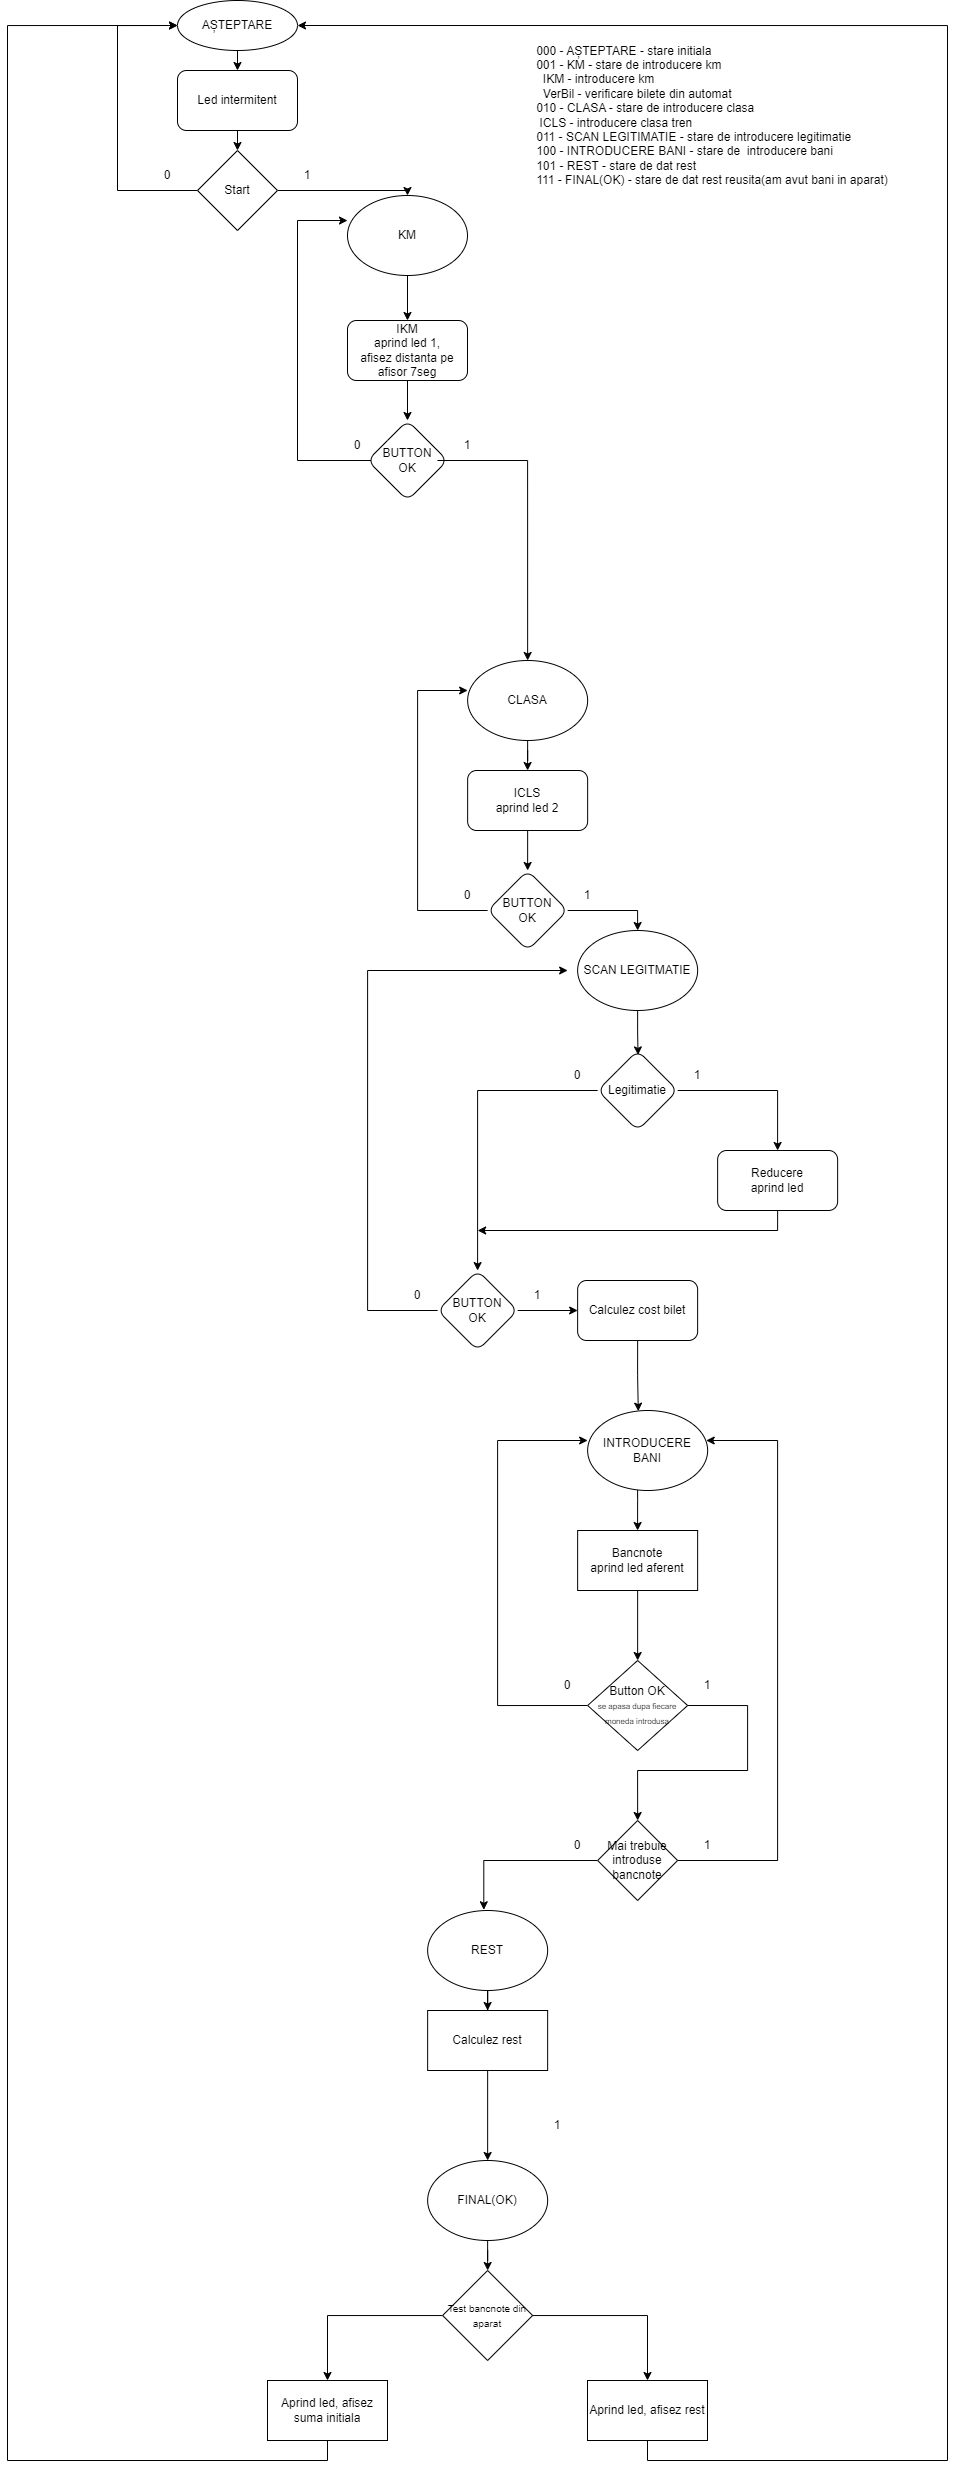 AȘTEPTARE
000 - AȘTEPTARE - stare initiala
001 - KM - stare de introducere km
IKM - introducere km
VerBil - verificare bilete din automat
010 - CLASA - stare de introducere clasa
ICLS - introducere clasa tren
011 - SCAN LEGITIMATIE - stare de introducere legitimatie
100 - INTRODUCERE BANI - stare de  introducere bani
101 - REST - stare de dat rest
111 - FINAL(OK) - stare de dat rest reusita(am avut bani in aparat)
Led intermitent
0
1
Start
KM
IKM
aprind led 1,
afisez distanta pe
afisor 7seg
0
1
BUTTON
OK
CLASA
ICLS
aprind led 2
0
1
BUTTON
OK
SCAN LEGITMATIE
0
1
Legitimatie
Reducere
aprind led
0
1
BUTTON
OK
Calculez cost bilet
INTRODUCERE
BANI
Bancnote
aprind led aferent
0
1
Button OK
se apasa dupa fiecare
moneda introdusa
0
1
Mai trebuie
introduse
bancnote
REST
Calculez rest
1
FINAL(OK)
Test bancnote din
aparat
Aprind led, afisez
suma initiala
Aprind led, afisez rest